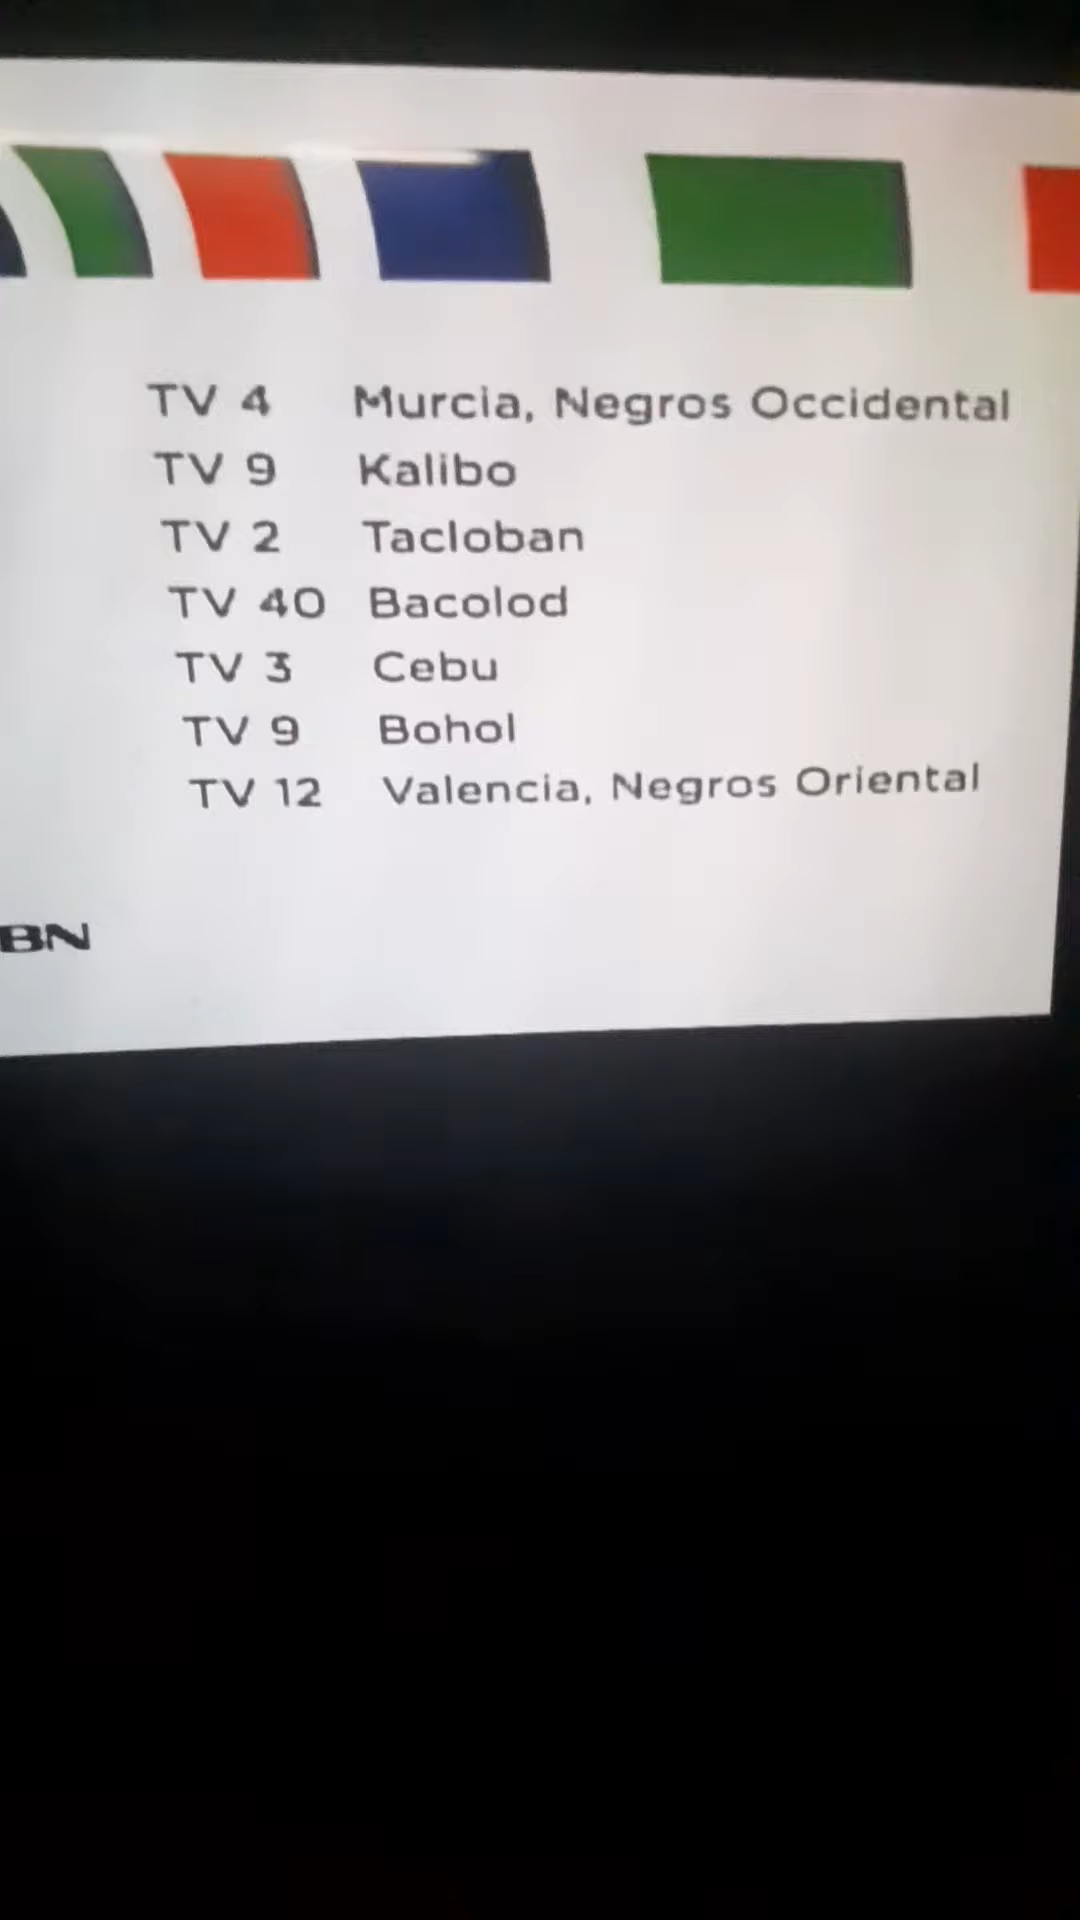 TV 4 Murcia, Negros Occidental
TV 9 Kalibo
TV 2 Tacloban
TV 40 Bacolod
TV 3 Cebu
TV 9 Bohol
TV 12 Valencia, Negros Oriental
BN